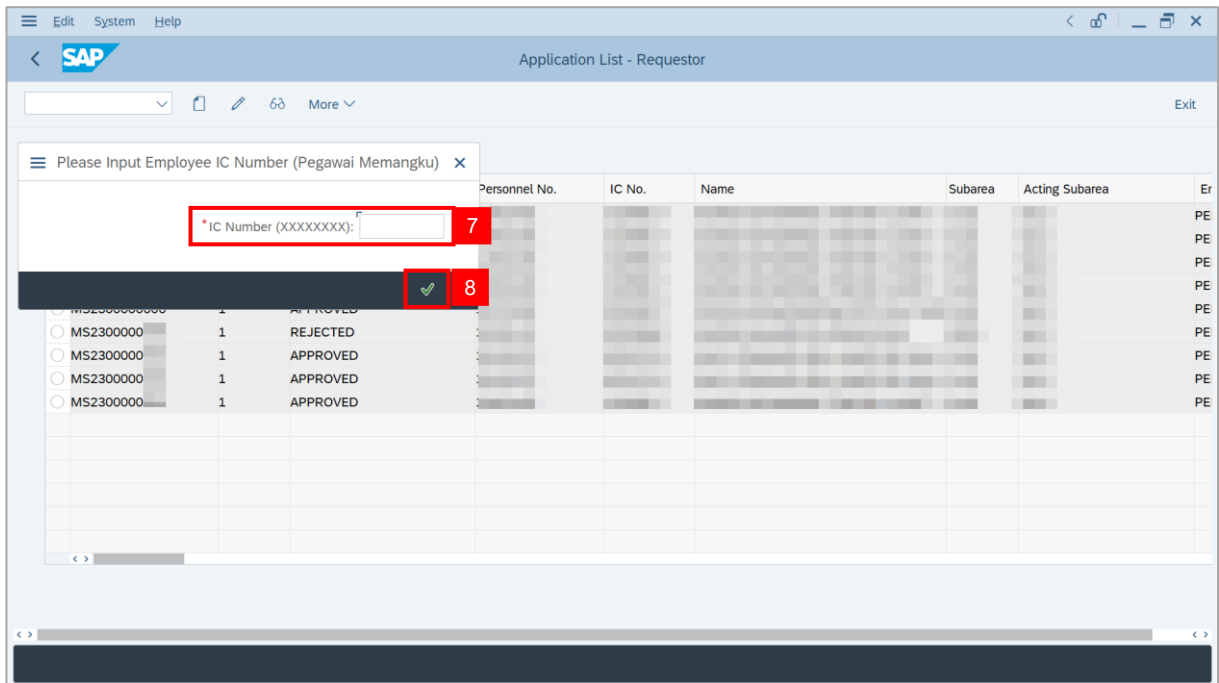 Edit System Help
SAP
Application List - Requestor
More
Exit
Please Input Employee IC Number (Pegawai Memangku)
Personnel No. IC No. Name Subarea Acting Subarea
*IC Number (XXXXXXXX): 7
8
PE
PE
PE
PE
1 APPROVED PE
MS2300000 1 REJECTED PE
MS2300000 1 APPROVED PE
MS2300000 1 APPROVED PE
MS2300000 1 APPROVED PE